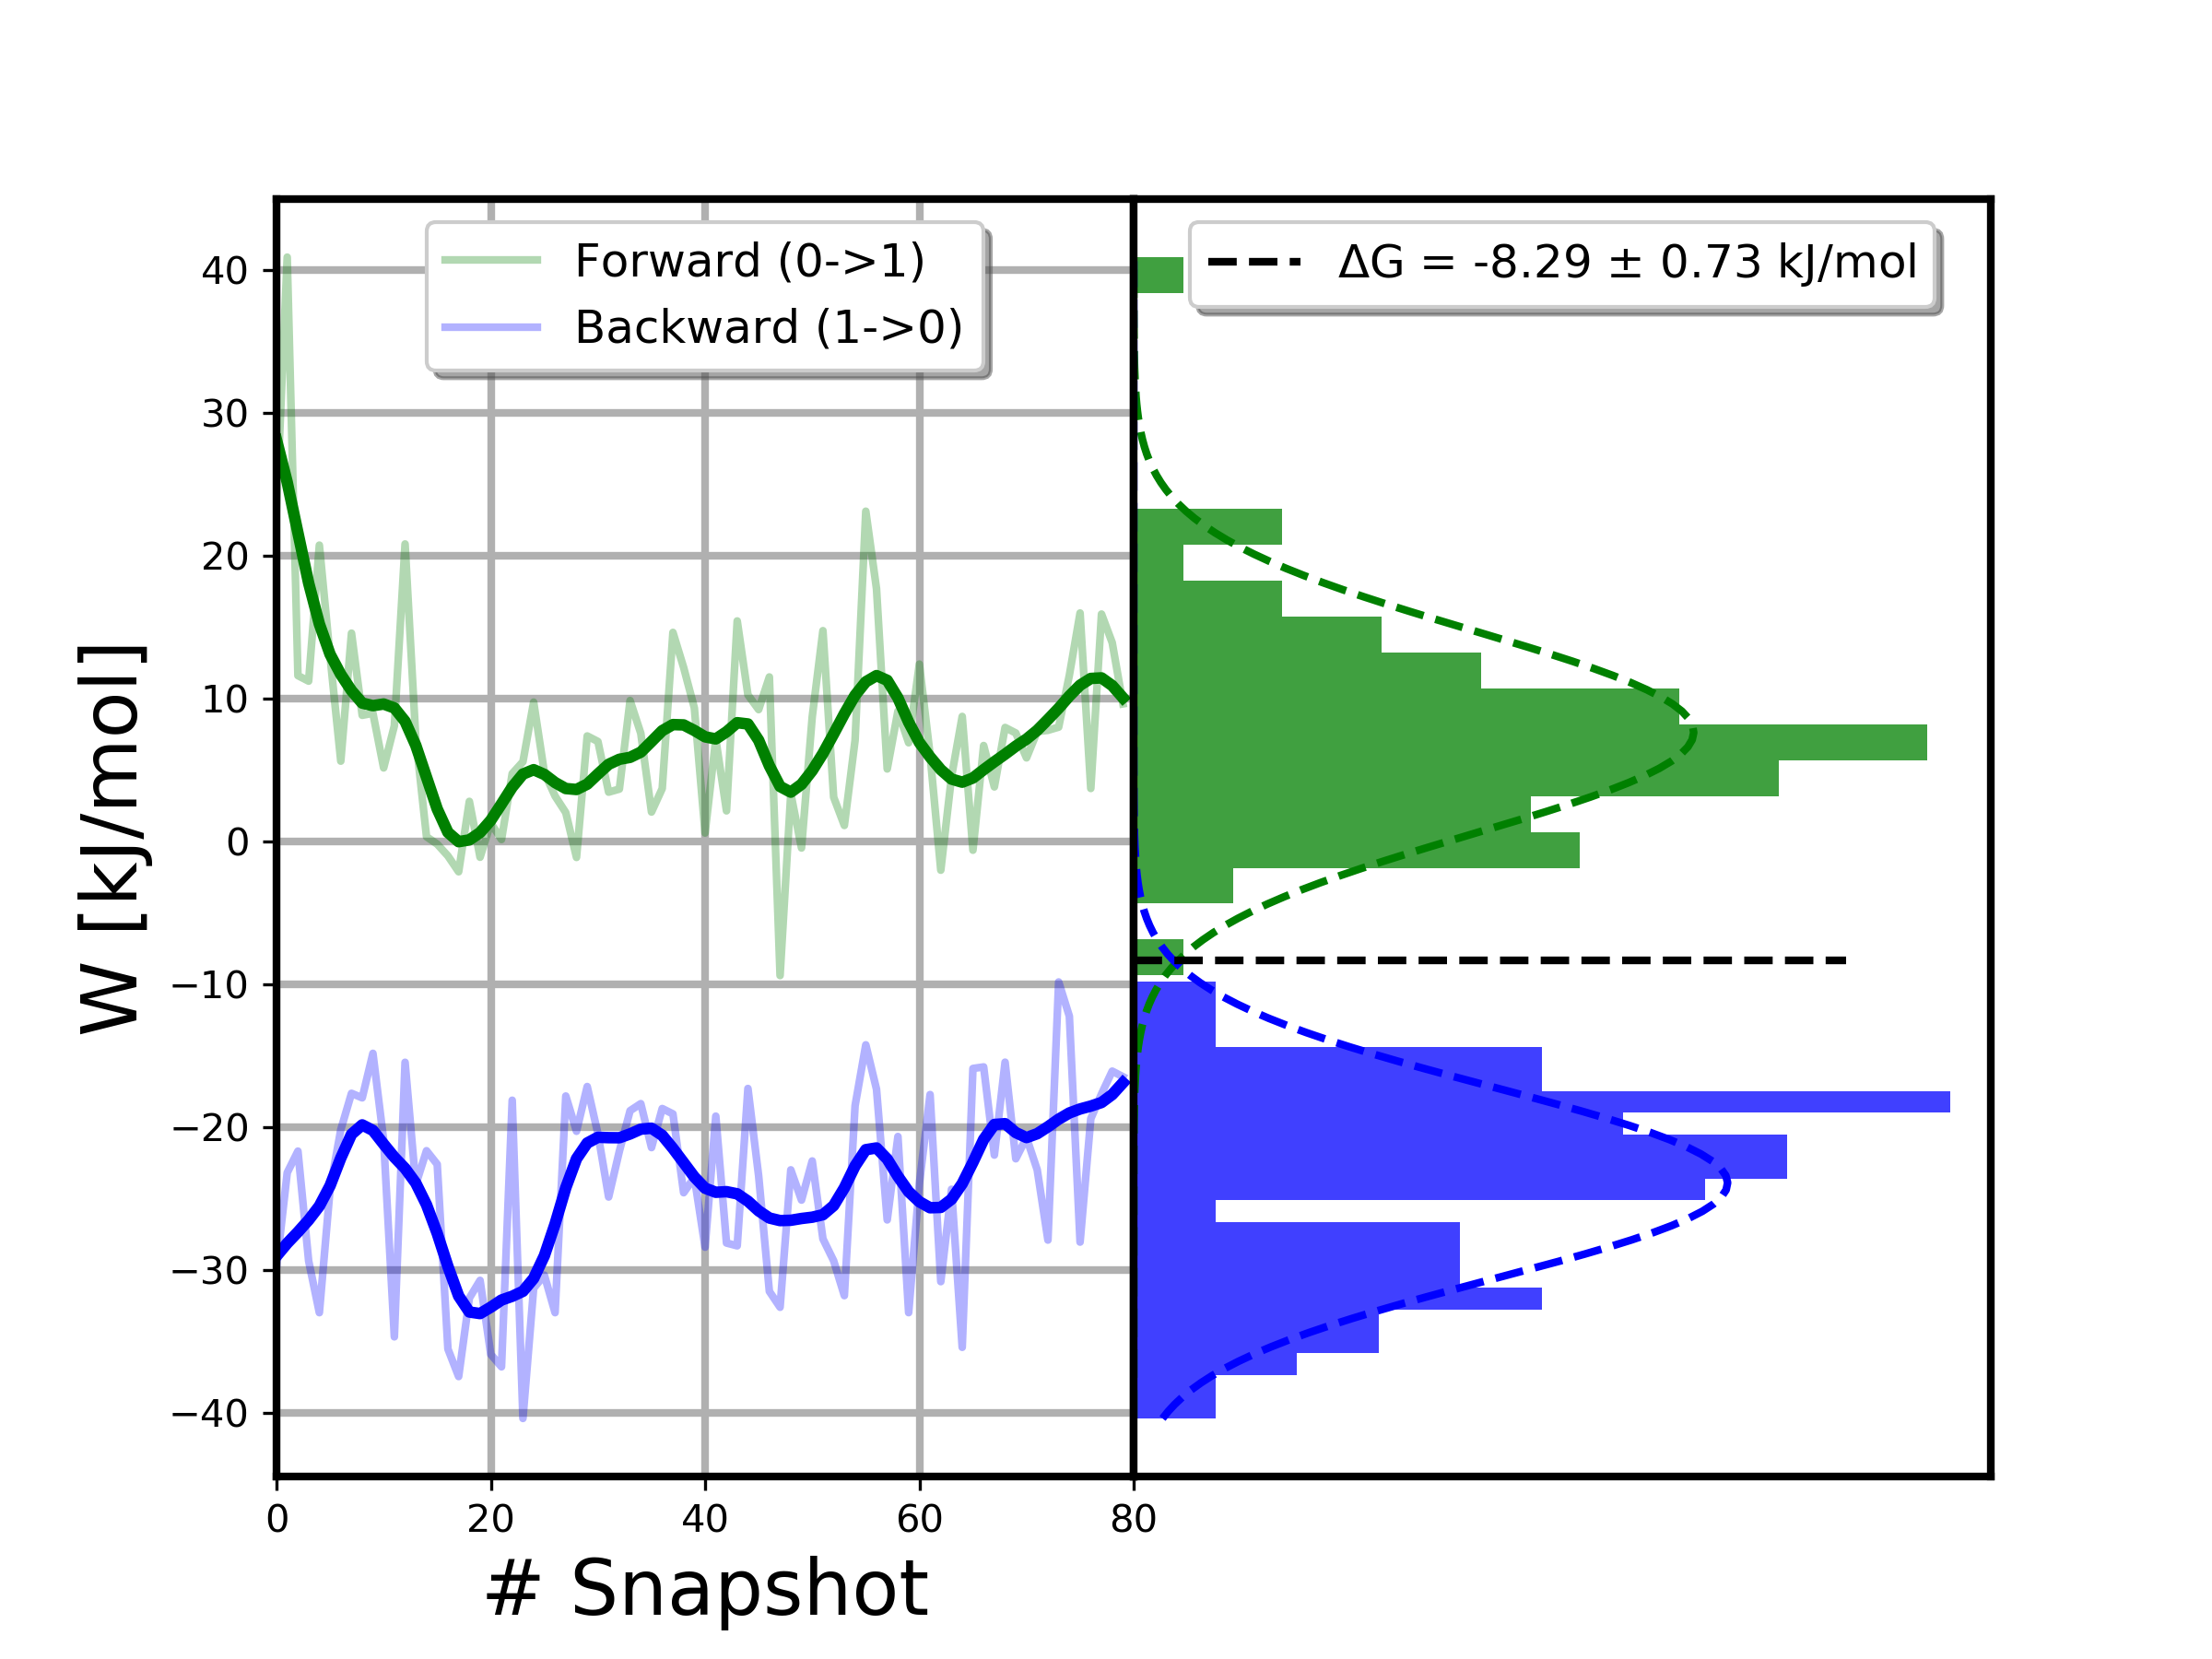 Forward (0->1)
Backward (1->0)
ΔG = -8.29 ± 0.73 kJ/mol
W [kJ/mol]
40
30
20
10
0
−10
−20
−30
−40
0 20 40 60 80
# Snapshot